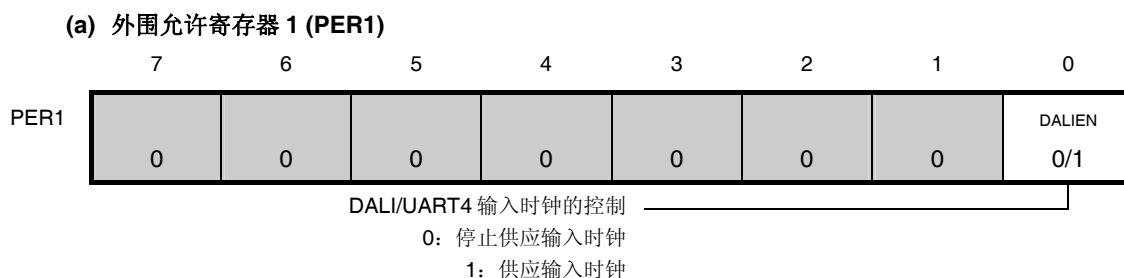 (a) 外围允许寄存器 1 (PER1)
7 6 5 4 3 2 1 0
PER1 DALIEN
0 0 0 0 0 0 0 0/1
DALI/UART4 输入时钟的控制
0：停止供应输入时钟
1：供应输入时钟